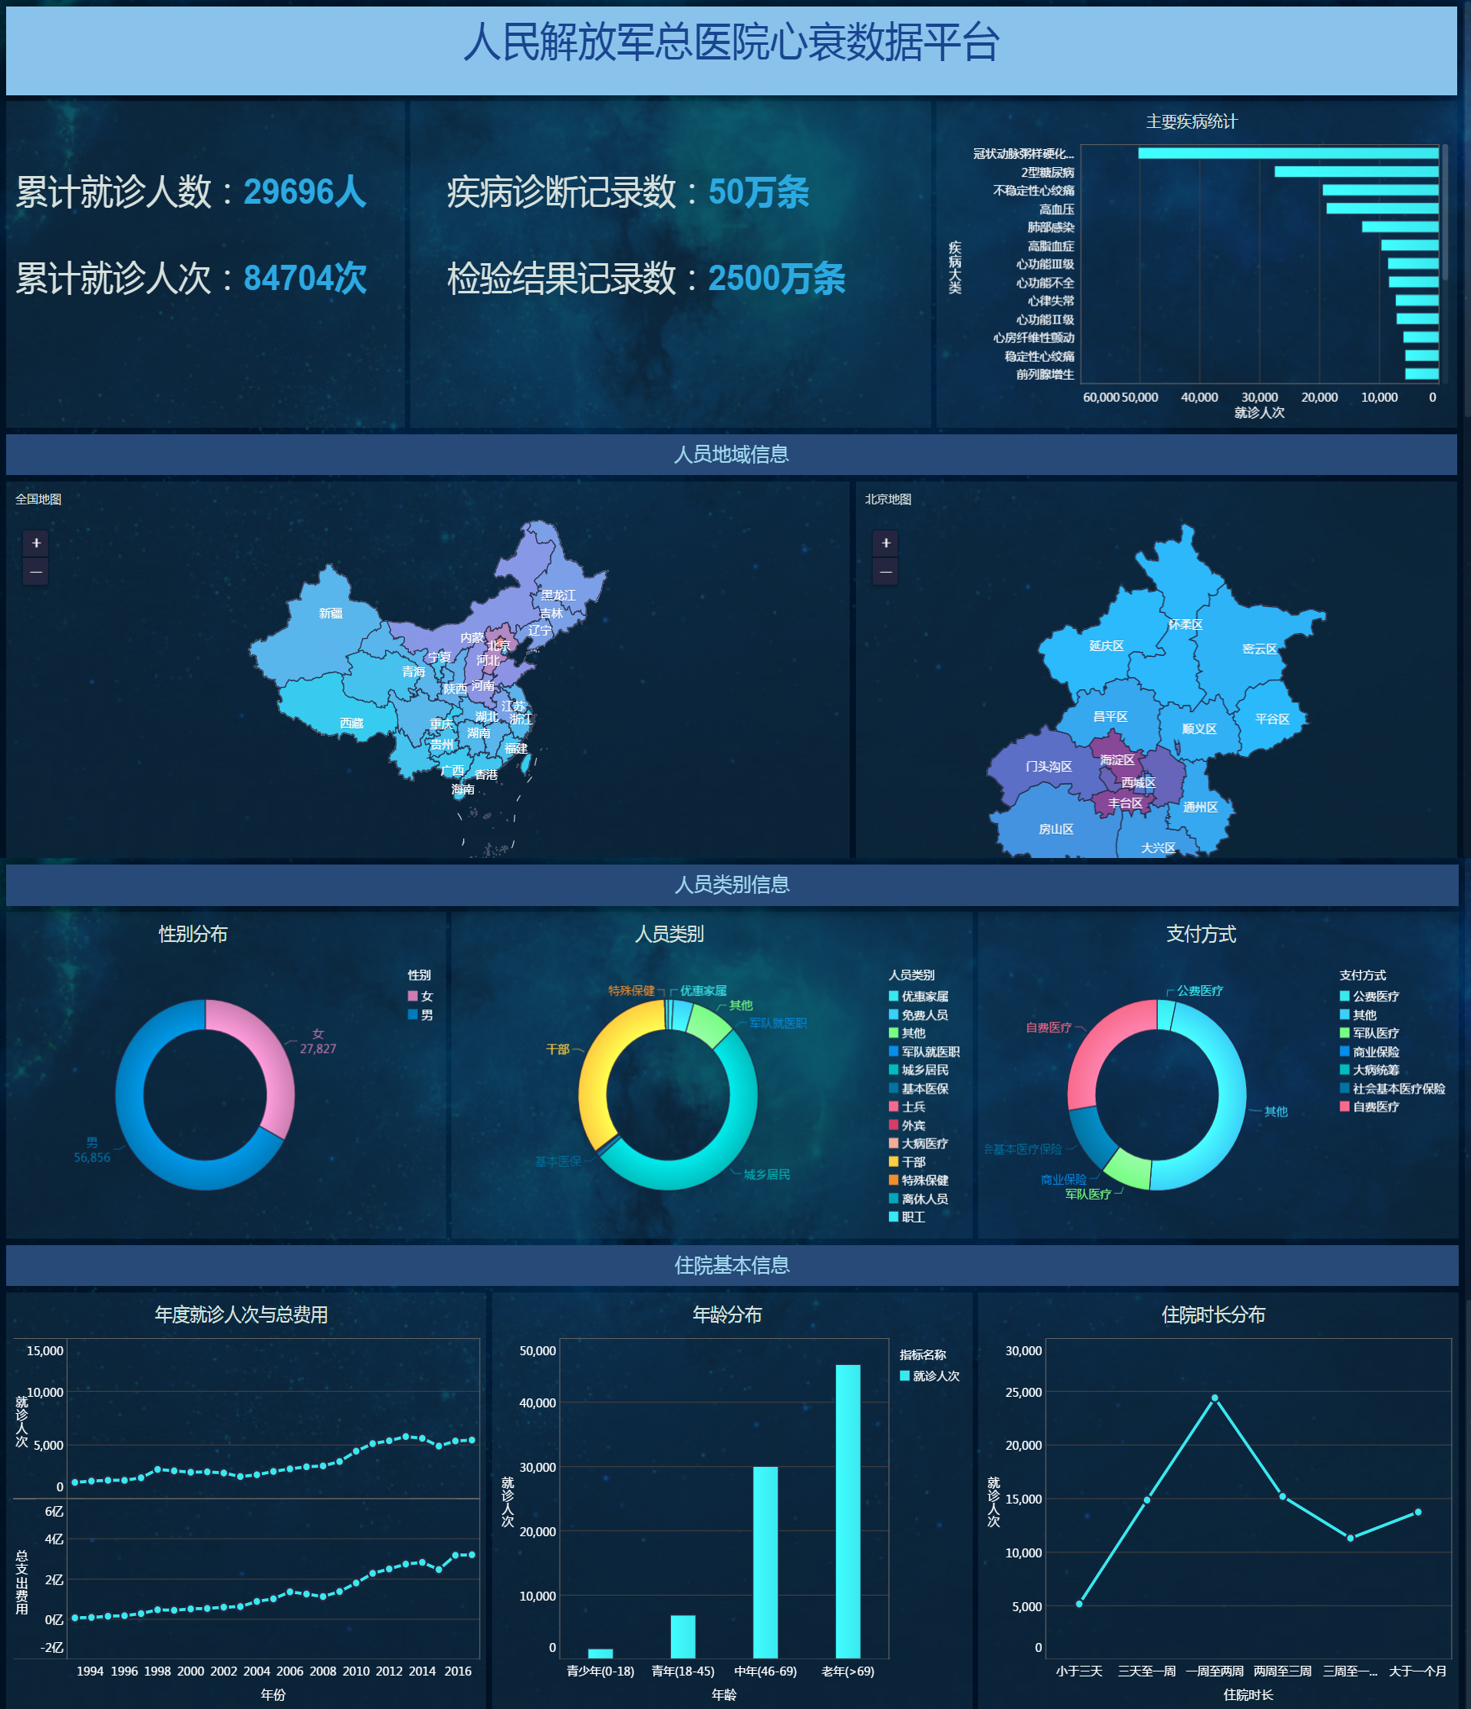 人民解放军总医院心衰数据平台
累计就诊人数：29696人
累计就诊人次：84704次
疾病诊断记录数：50万条
检验结果记录数：2500万条
主要疾病统计
疾病大类
冠状动脉粥样硬化...
2型糖尿病
不稳定性心绞痛
高血压
肺部感染
高脂血症
心功能Ⅲ级
心功能不全
心律失常
心功能Ⅱ级
心房纤维性颤动
稳定性心绞痛
前列腺增生
60,000 50,000 40,000 30,000 20,000 10,000 0
就诊人次
人员地域信息
全国地图
+
−
黑龙江
吉林
辽宁
新疆
内蒙
北京
宁夏
河北
青海
陕西
河南
江苏
西藏
重庆
湖北
浙江
湖南
贵州
福建
广西
香港
海南
北京地图
+
−
怀柔区
延庆区
密云区
昌平区
平谷区
顺义区
海淀区
门头沟区
西城区
丰台区
通州区
房山区
大兴区
人员类别信息
性别分布
性别
女
男
女
27,827
男
56,856
人员类别
特殊保健
优惠家属
其他
军队就医职
干部
基本医保
城乡居民
人员类别
优惠家属
免费人员
其他
军队就医职
城乡居民
基本医保
士兵
外宾
大病医疗
干部
特殊保健
离休人员
职工
支付方式
公费医疗
自费医疗
其他
会基本医疗保险
商业保险
军队医疗
支付方式
公费医疗
其他
军队医疗
商业保险
大病统筹
社会基本医疗保险
自费医疗
住院基本信息
年度就诊人次与总费用
就诊人次
15,000
10,000
5,000
0
总支出费用
6亿
4亿
2亿
0亿
-2亿
1994 1996 1998 2000 2002 2004 2006 2008 2010 2012 2014 2016
年份
年龄分布
指标名称
就诊人次
就诊人次
50,000
40,000
30,000
20,000
10,000
0
青少年(0-18) 青年(18-45) 中年(46-69) 老年(>69)
年龄
住院时长分布
就诊人次
30,000
25,000
20,000
15,000
10,000
5,000
0
小于三天 三天至一周 一周至两周 两周至三周 三周至一... 大于一个月
住院时长